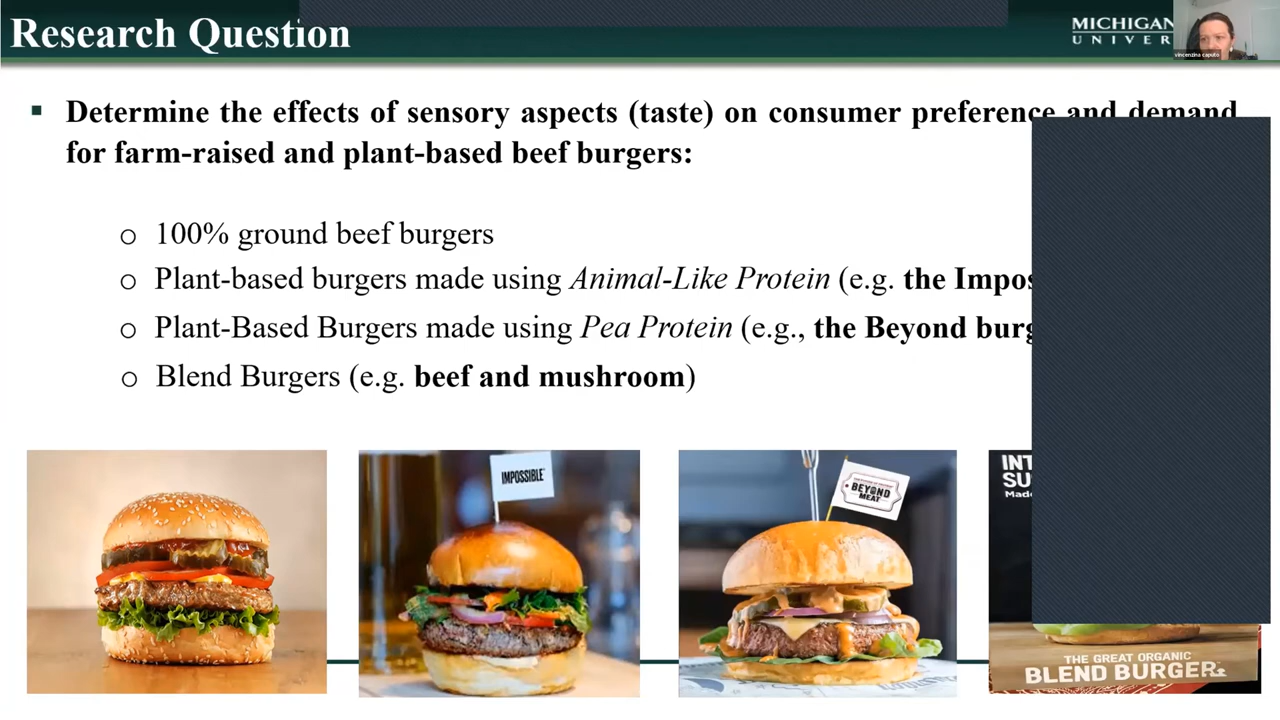 Research Question
MICHIGAN
UNIVER
vincenzina caputo
▪ Determine the effects of sensory aspects (taste) on consumer preference and demand
for farm-raised and plant-based beef burgers:
o 100% ground beef burgers
o Plant-based burgers made using Animal-Like Protein (e.g. the Impos
o Plant-Based Burgers made using Pea Protein (e.g., the Beyond burg
o Blend Burgers (e.g. beef and mushroom)
IMPOSSIBLE
BEYOND
MEAT
INT
SU
Made
THE GREAT ORGANIC
BLEND BURGER